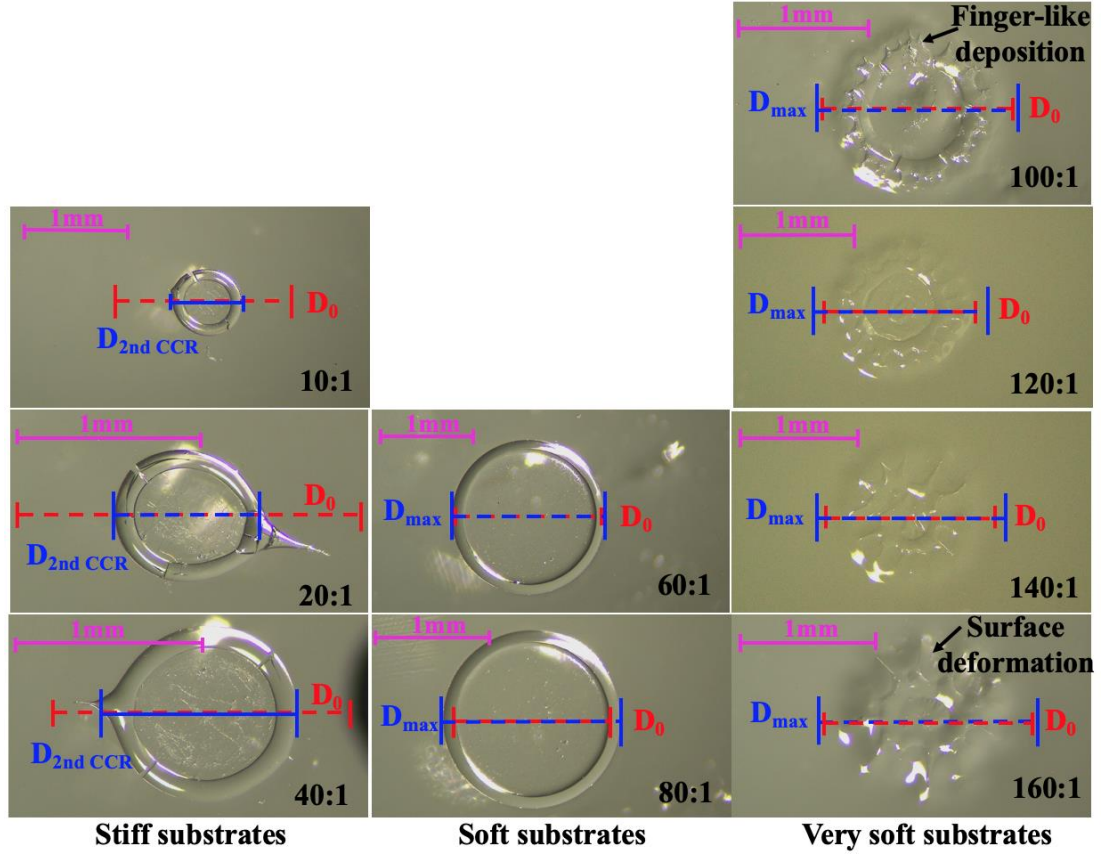 1mm
Finger-like
deposition
Dmax
D0
100:1
1mm
D2nd CCR
D0
10:1
1mm
Dmax
D0
120:1
1mm
D2nd CCR
D0
20:1
1mm
Dmax
D0
60:1
1mm
Dmax
D0
140:1
1mm
D2nd CCR
D0
40:1
1mm
Dmax
D0
80:1
1mm
Surface
deformation
Dmax
D0
160:1
Stiff substrates
Soft substrates
Very soft substrates